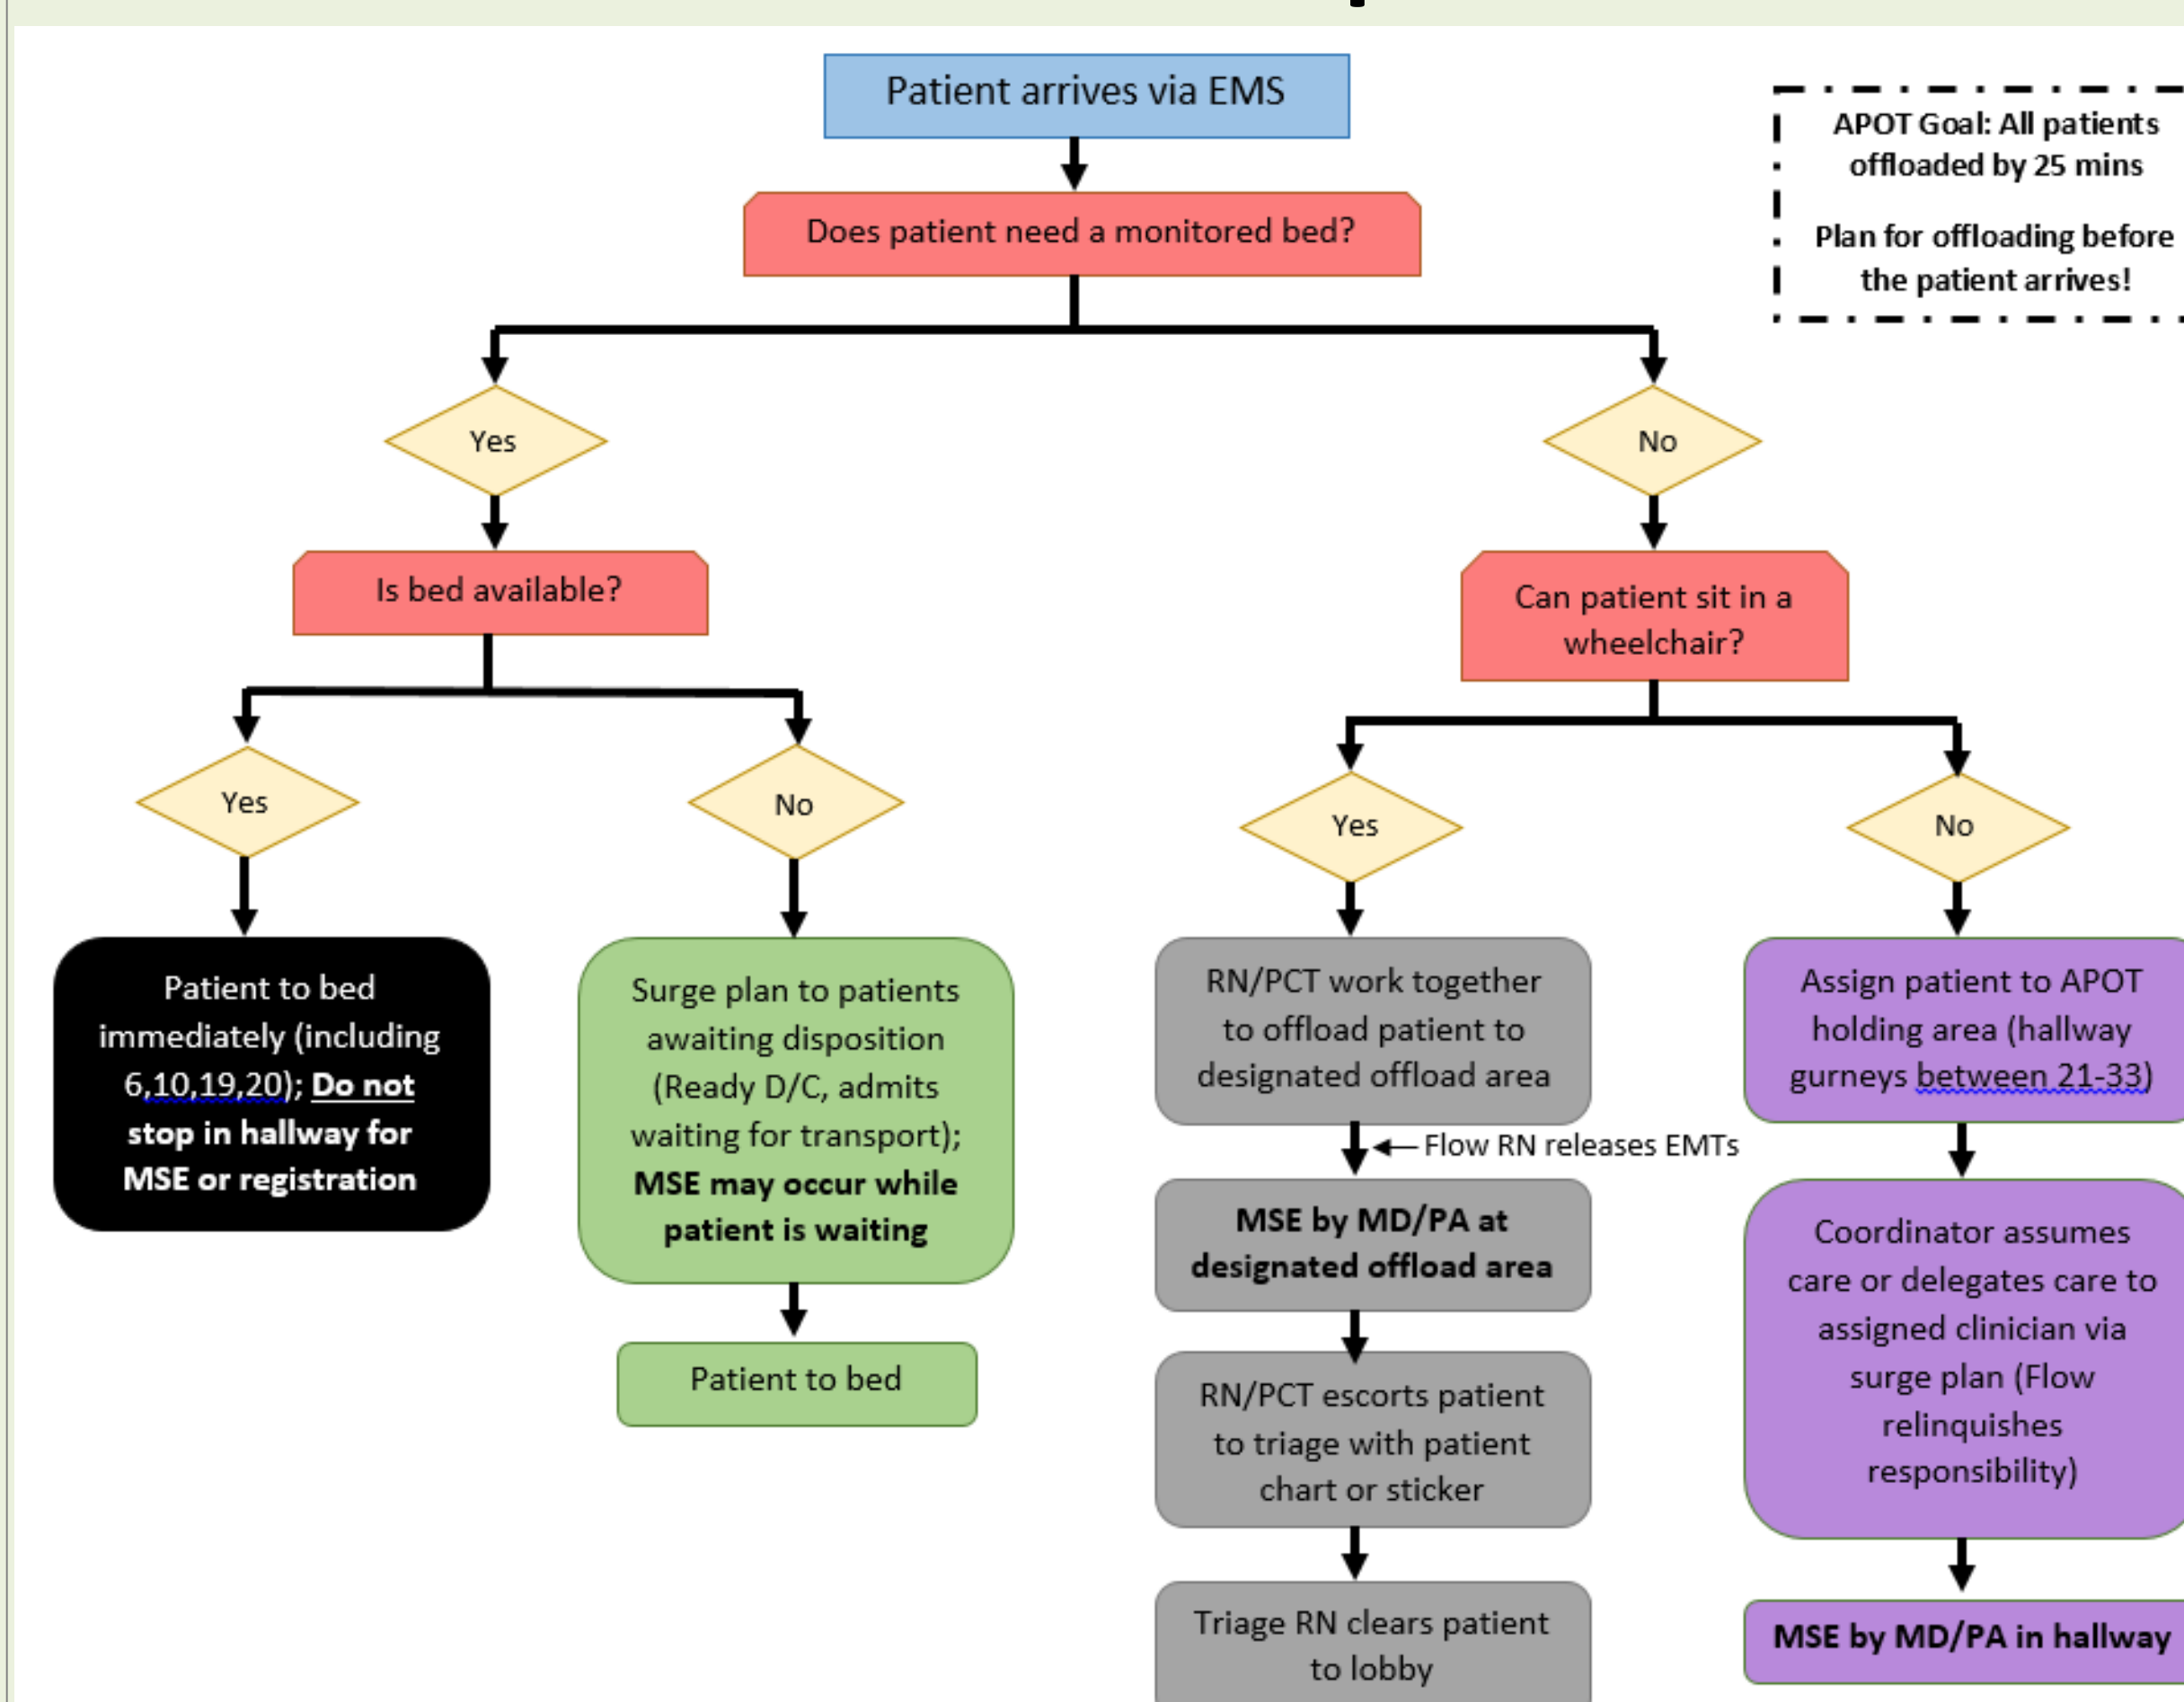 Patient arrives via EMS
APOT Goal: All patients
offloaded by 25 mins
Plan for offloading before
the patient arrives!
Does patient need a monitored bed?
Yes
No
Is bed available?
Can patient sit in a
wheelchair?
Yes
No
Yes
No
Patient to bed
immediately (including
6,10,19,20); Do not
stop in hallway for
MSE or registration
Surge plan to patients
awaiting disposition
(Ready D/C, admits
waiting for transport);
MSE may occur while
patient is waiting
Patient to bed
RN/PCT work together
to offload patient to
designated offload area
Flow RN releases EMTs
MSE by MD/PA at
designated offload area
RN/PCT escorts patient
to triage with patient
chart or sticker
Triage RN clears patient
to lobby
Assign patient to APOT
holding area (hallway
gurneys between 21-33)
Coordinator assumes
care or delegates care to
assigned clinician via
surge plan (Flow
relinquishes
responsibility)
MSE by MD/PA in hallway